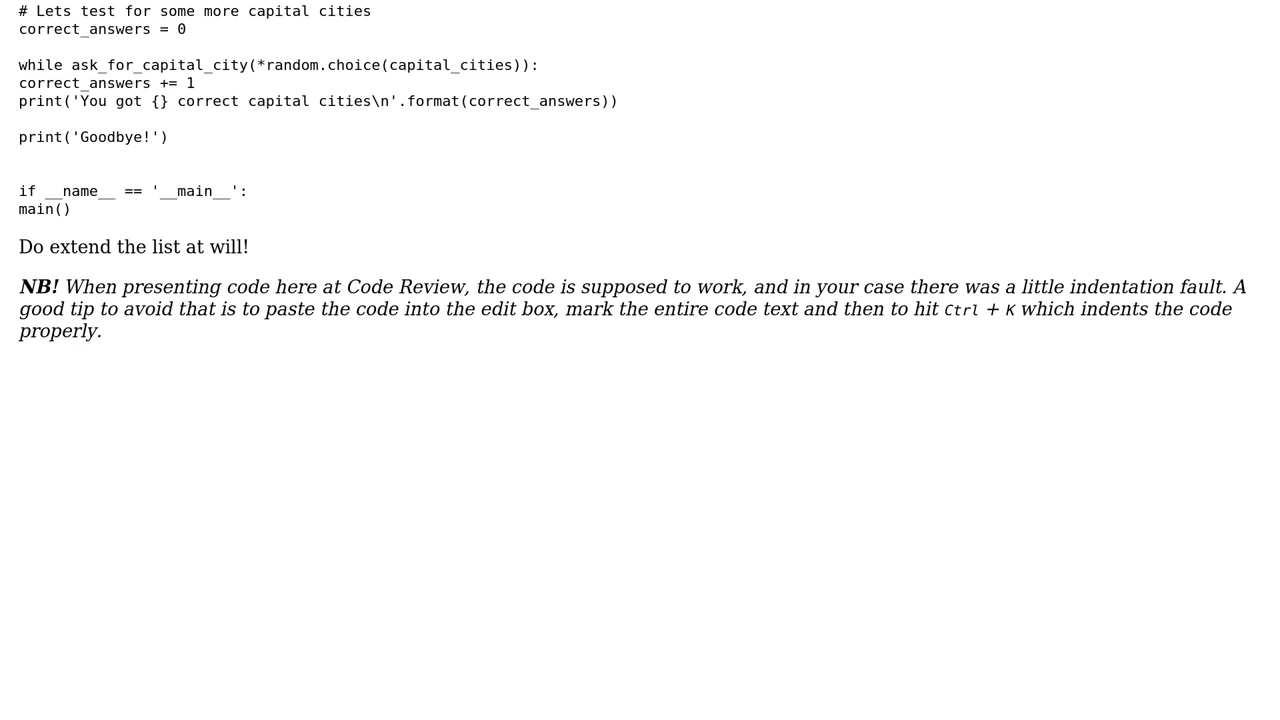 # Lets test for some more capital cities
correct_answers = 0
while ask_for_capital_city(*random.choice(capital_cities)):
correct_answers += 1
print('You got {} correct capital cities\n'.format(correct_answers))
print('Goodbye!')
if __name__ == '__main__':
main()
Do extend the list at will!
NB! When presenting code here at Code Review, the code is supposed to work, and in your case there was a little indentation fault. A
good tip to avoid that is to paste the code into the edit box, mark the entire code text and then to hit Ctrl + K which indents the code
properly.